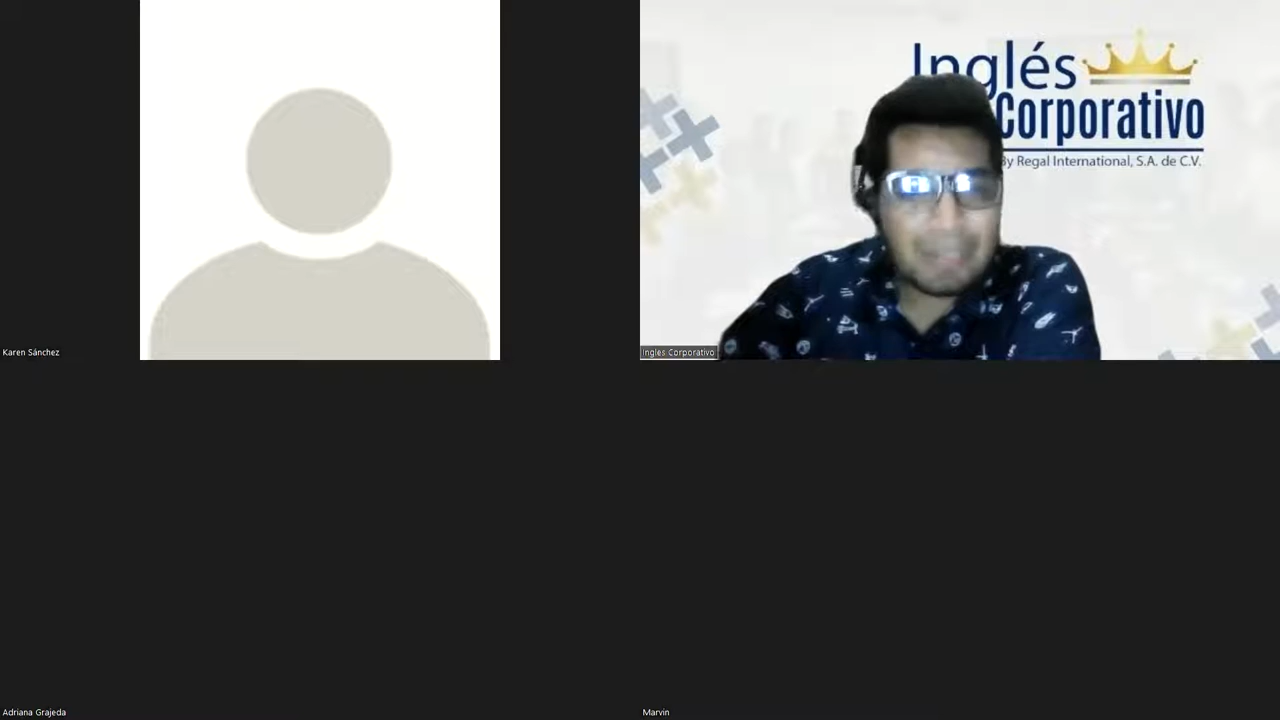 Inglés
Corporativo
By Regal International, S.A. de C.V.
Karen Sánchez
Ingles Corporativo
Adriana Grajeda
Marvin